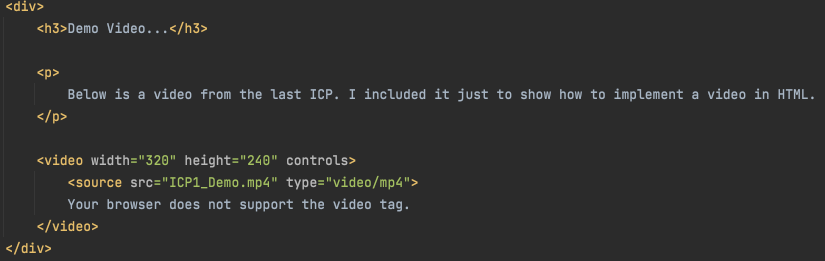 <div>
<h3>Demo Video...</h3>
<p>
Below is a video from the last ICP. I included it just to show how to implement a video in HTML.
</p>
<video width="320" height="240" controls>
<source src="ICP1_Demo.mp4" type="video/mp4">
Your browser does not support the video tag.
</video>
</div>